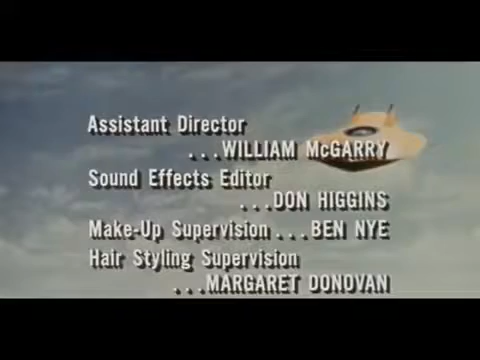 Assistant Director
...WILLIAM McGARRY
Sound Effects Editor
...DON HIGGINS
Make-Up Supervision ...BEN NYE
Hair Styling Supervision
...MARGARET DONOVAN